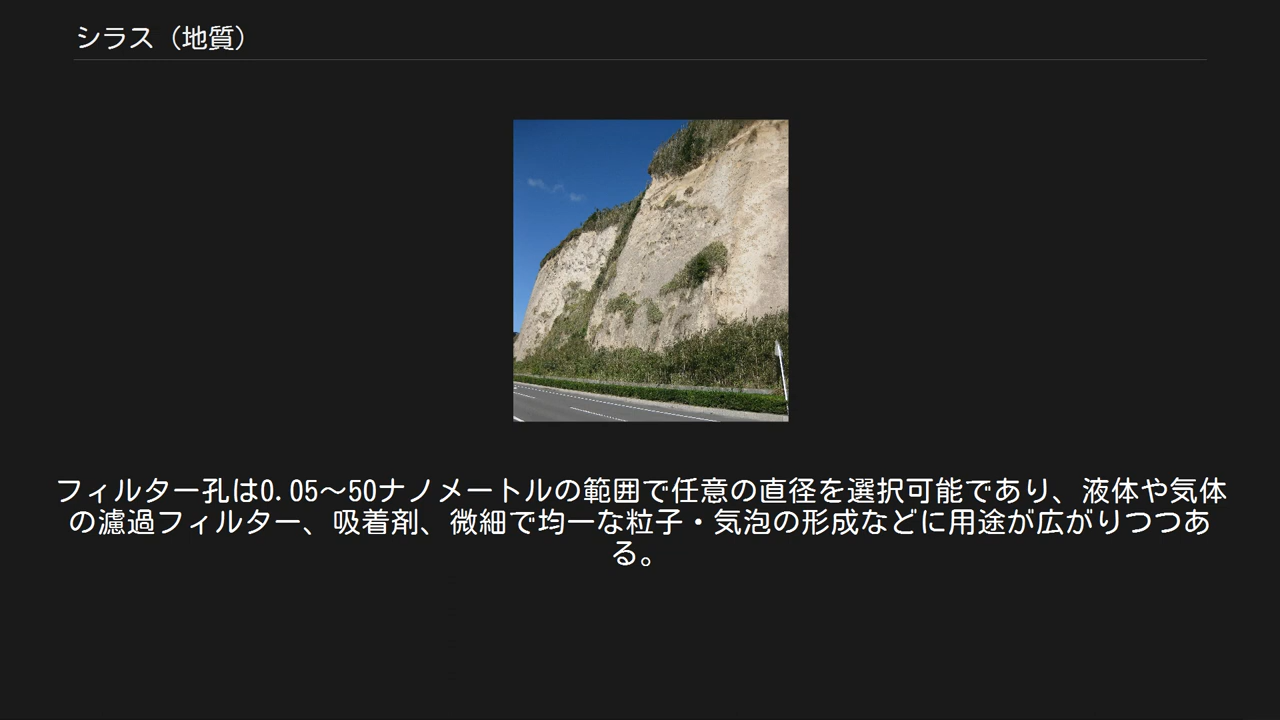 シラス（地質）
フィルター孔は0.05～50ナノメートルの範囲で任意の直径を選択可能であり、液体や気体
の濾過フィルター、吸着剤、微細で均一な粒子・気泡の形成などに用途が広がりつつあ
る。